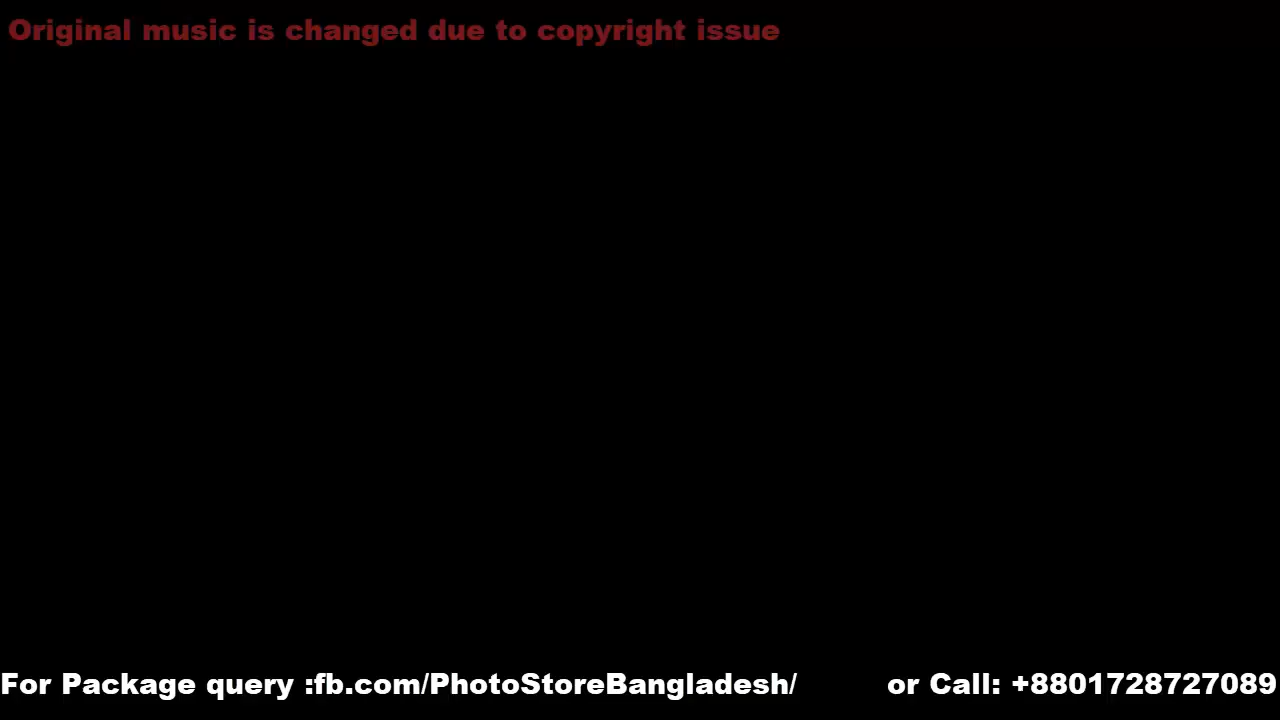 Original music is changed due to copyright issue
For Package query :fb.com/PhotoStoreBangladesh/ or Call: +8801728727089